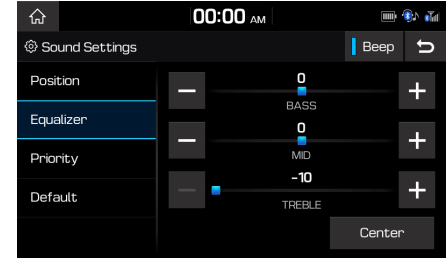 00:00 AM
Sound Settings
Beep
Position
Equalizer
Priority
Default
0
BASS
0
MID
-10
TREBLE
Center